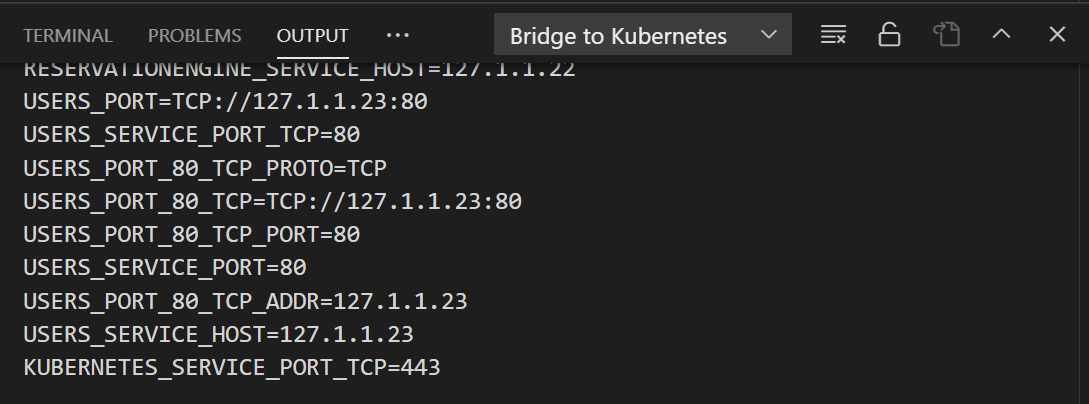 TERMINAL PROBLEMS OUTPUT ··· Bridge to Kubernetes
RESERVATIONENGINE_SERVICE_HOST=127.1.1.22
USERS_PORT=TCP://127.1.1.23:80
USERS_SERVICE_PORT_TCP=80
USERS_PORT_80_TCP_PROTO=TCP
USERS_PORT_80_TCP=TCP://127.1.1.23:80
USERS_PORT_80_TCP_PORT=80
USERS_SERVICE_PORT=80
USERS_PORT_80_TCP_ADDR=127.1.1.23
USERS_SERVICE_HOST=127.1.1.23
KUBERNETES_SERVICE_PORT_TCP=443